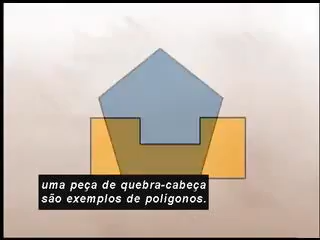 uma peça de quebra-cabeça
são exemplos de polígonos.